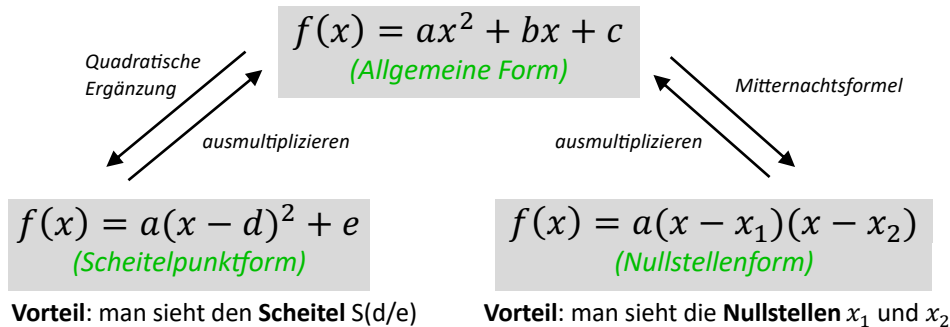 f(x) = ax² + bx + c
(Allgemeine Form)
Quadratische
Ergänzung
Mitternachtsformel
ausmultiplizieren
ausmultiplizieren
f(x) = a(x − d)² + e
(Scheitelpunktform)
f(x) = a(x − x₁)(x − x₂)
(Nullstellenform)
Vorteil: man sieht den Scheitel S(d/e)
Vorteil: man sieht die Nullstellen x₁ und x₂